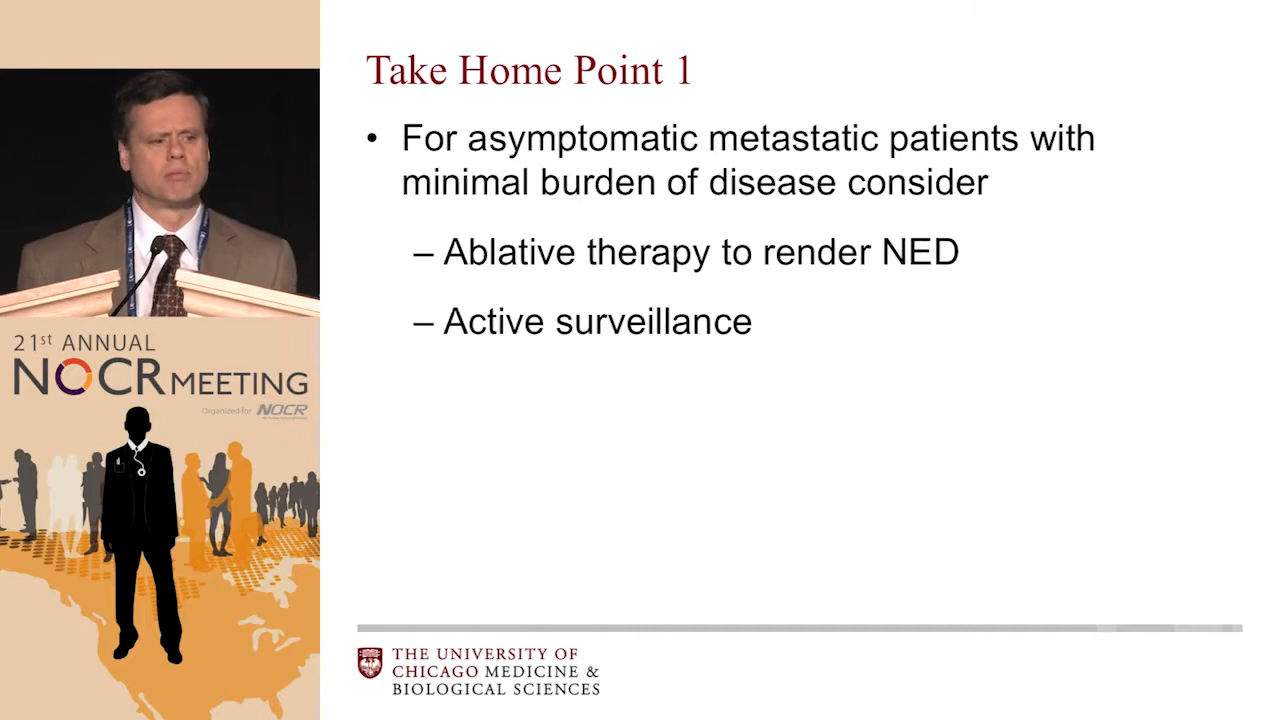 Take Home Point 1
• For asymptomatic metastatic patients with
minimal burden of disease consider
– Ablative therapy to render NED
– Active surveillance
21st ANNUAL
NOCR MEETING
Organized for NOCR
THE UNIVERSITY OF
CHICAGO MEDICINE &
BIOLOGICAL SCIENCES